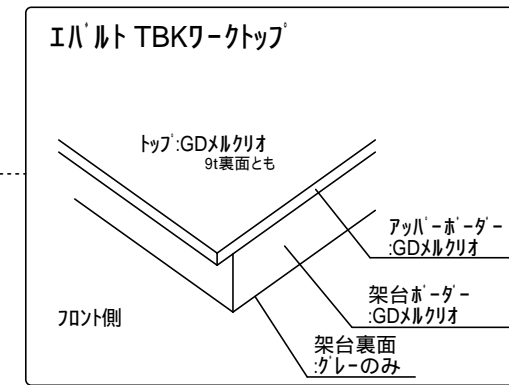 ｴﾊﾞﾙﾄ TBKﾜｰｸﾄｯﾌﾟ
ﾄｯﾌﾟ:GDﾒﾙｸﾘｵ
9t裏面とも
ｱｯﾊﾟｰﾎﾞｰﾀﾞｰ
:GDﾒﾙｸﾘｵ
架台ﾎﾞｰﾀﾞｰ
:GDﾒﾙｸﾘｵ
ﾌﾛﾝﾄ側
架台裏面
:ｸﾞﾚｰのみ